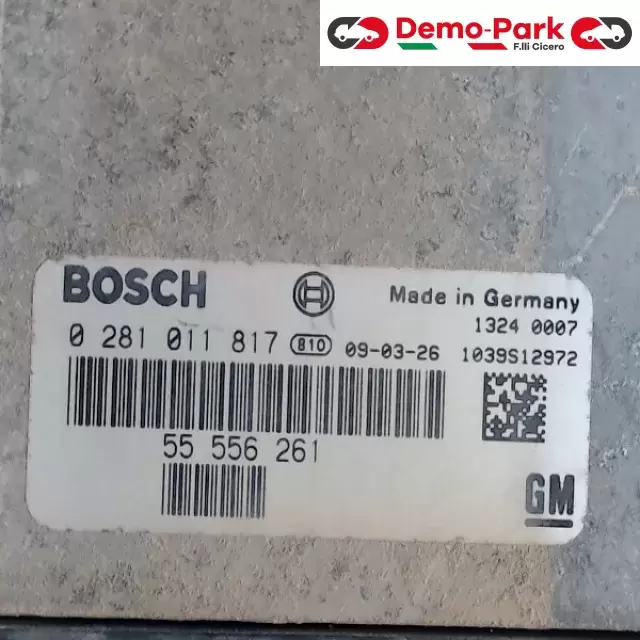 Demo-Park
F.lli Cicero
BOSCH
Made in Germany
1324 0007
0 281 011 817 B10 09-03-26 1039S12972
55 556 261
GM